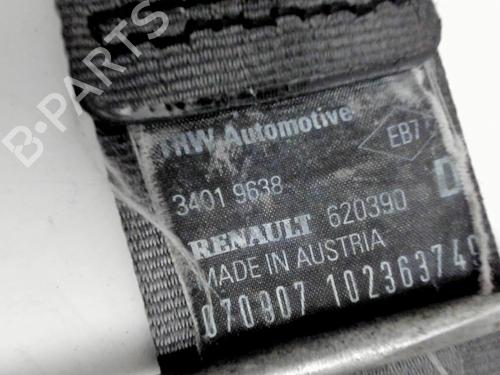 B-PARTS
TRW Automotive
EB7
3401 9638
D
RENAULT 620390
MADE IN AUSTRIA
070907 102363749